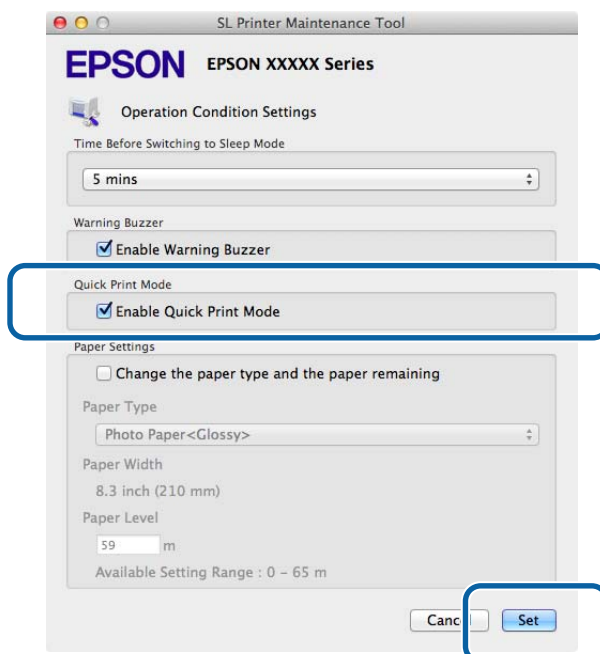 SL Printer Maintenance Tool
EPSON EPSON XXXXX Series
Operation Condition Settings
Time Before Switching to Sleep Mode
5 mins
Warning Buzzer
Enable Warning Buzzer
Quick Print Mode
Enable Quick Print Mode
Paper Settings
Change the paper type and the paper remaining
Paper Type
Photo Paper<Glossy>
Paper Width
8.3 inch (210 mm)
Paper Level
59 m
Available Setting Range : 0 – 65 m
Cancel Set